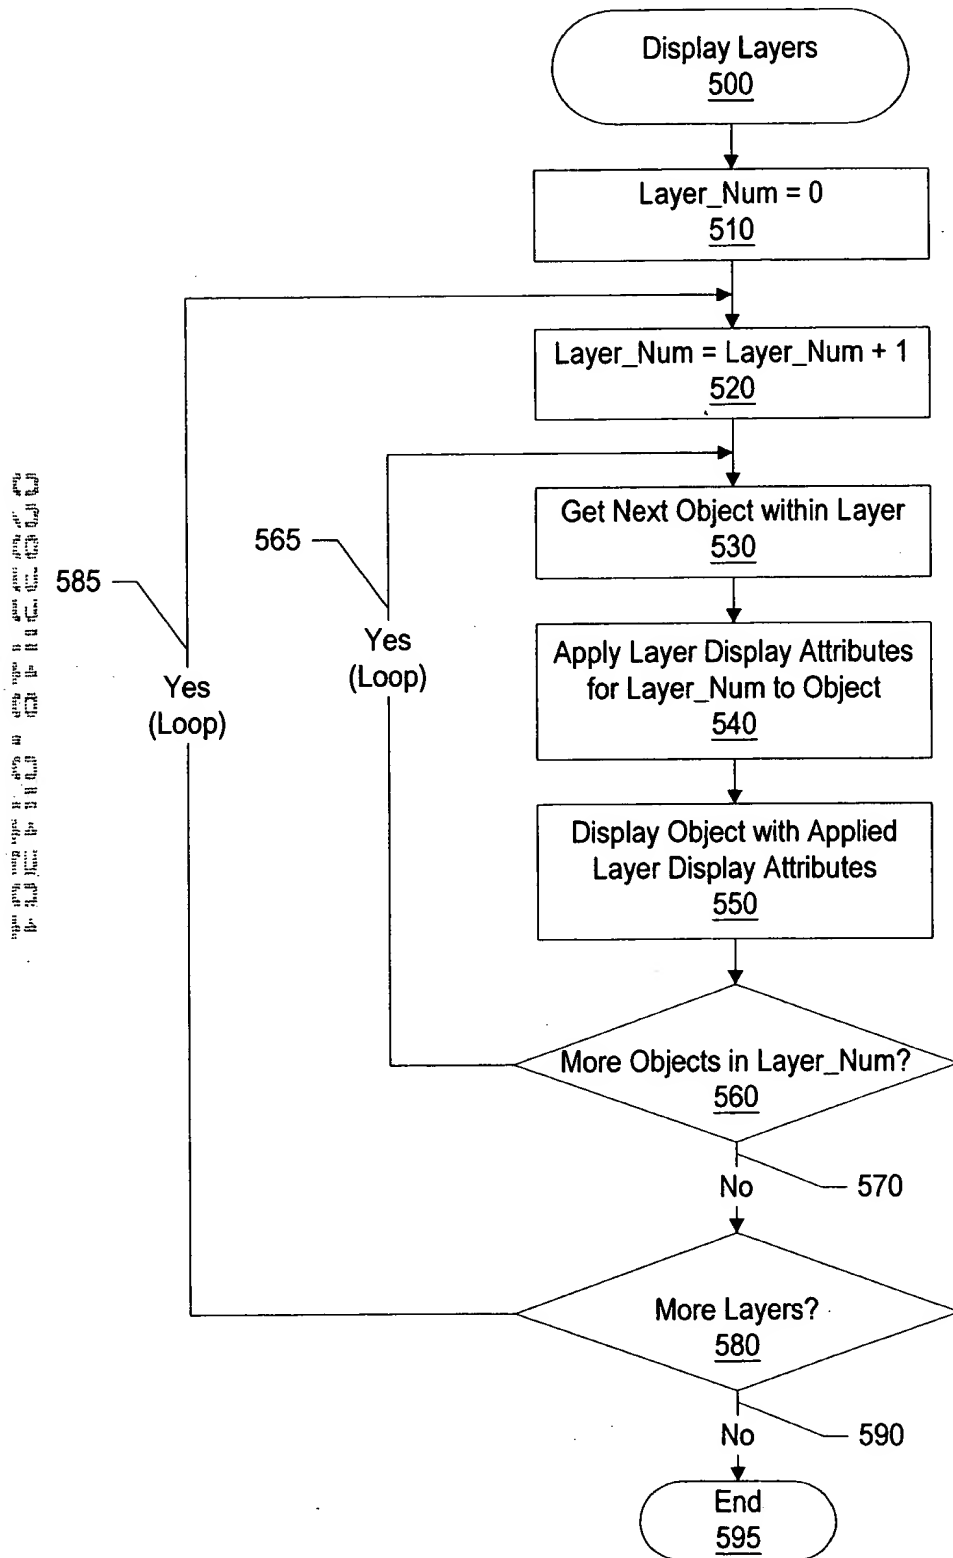 Display Layers
500
Layer_Num = 0
510
Layer_Num = Layer_Num + 1
520
Get Next Object within Layer
530
565
585
Yes
(Loop)
Yes
(Loop)
Apply Layer Display Attributes
for Layer_Num to Object
540
Display Object with Applied
Layer Display Attributes
550
More Objects in Layer_Num?
560
570
No
More Layers?
580
590
No
End
595